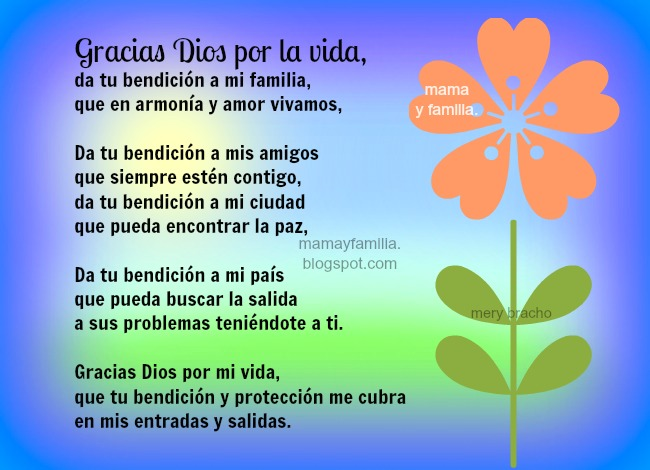 Gracias Dios por la vida,
da tu bendición a mi familia,
que en armonía y amor vivamos,
Da tu bendición a mis amigos
que siempre estén contigo,
da tu bendición a mi ciudad
que pueda encontrar la paz,
Da tu bendición a mi país
que pueda buscar la salida
a sus problemas teniéndote a ti.
Gracias Dios por mi vida,
que tu bendición y protección me cubra
en mis entradas y salidas.
mama
y familla.
mamayfamilla.
blogspot.com
mery bracho